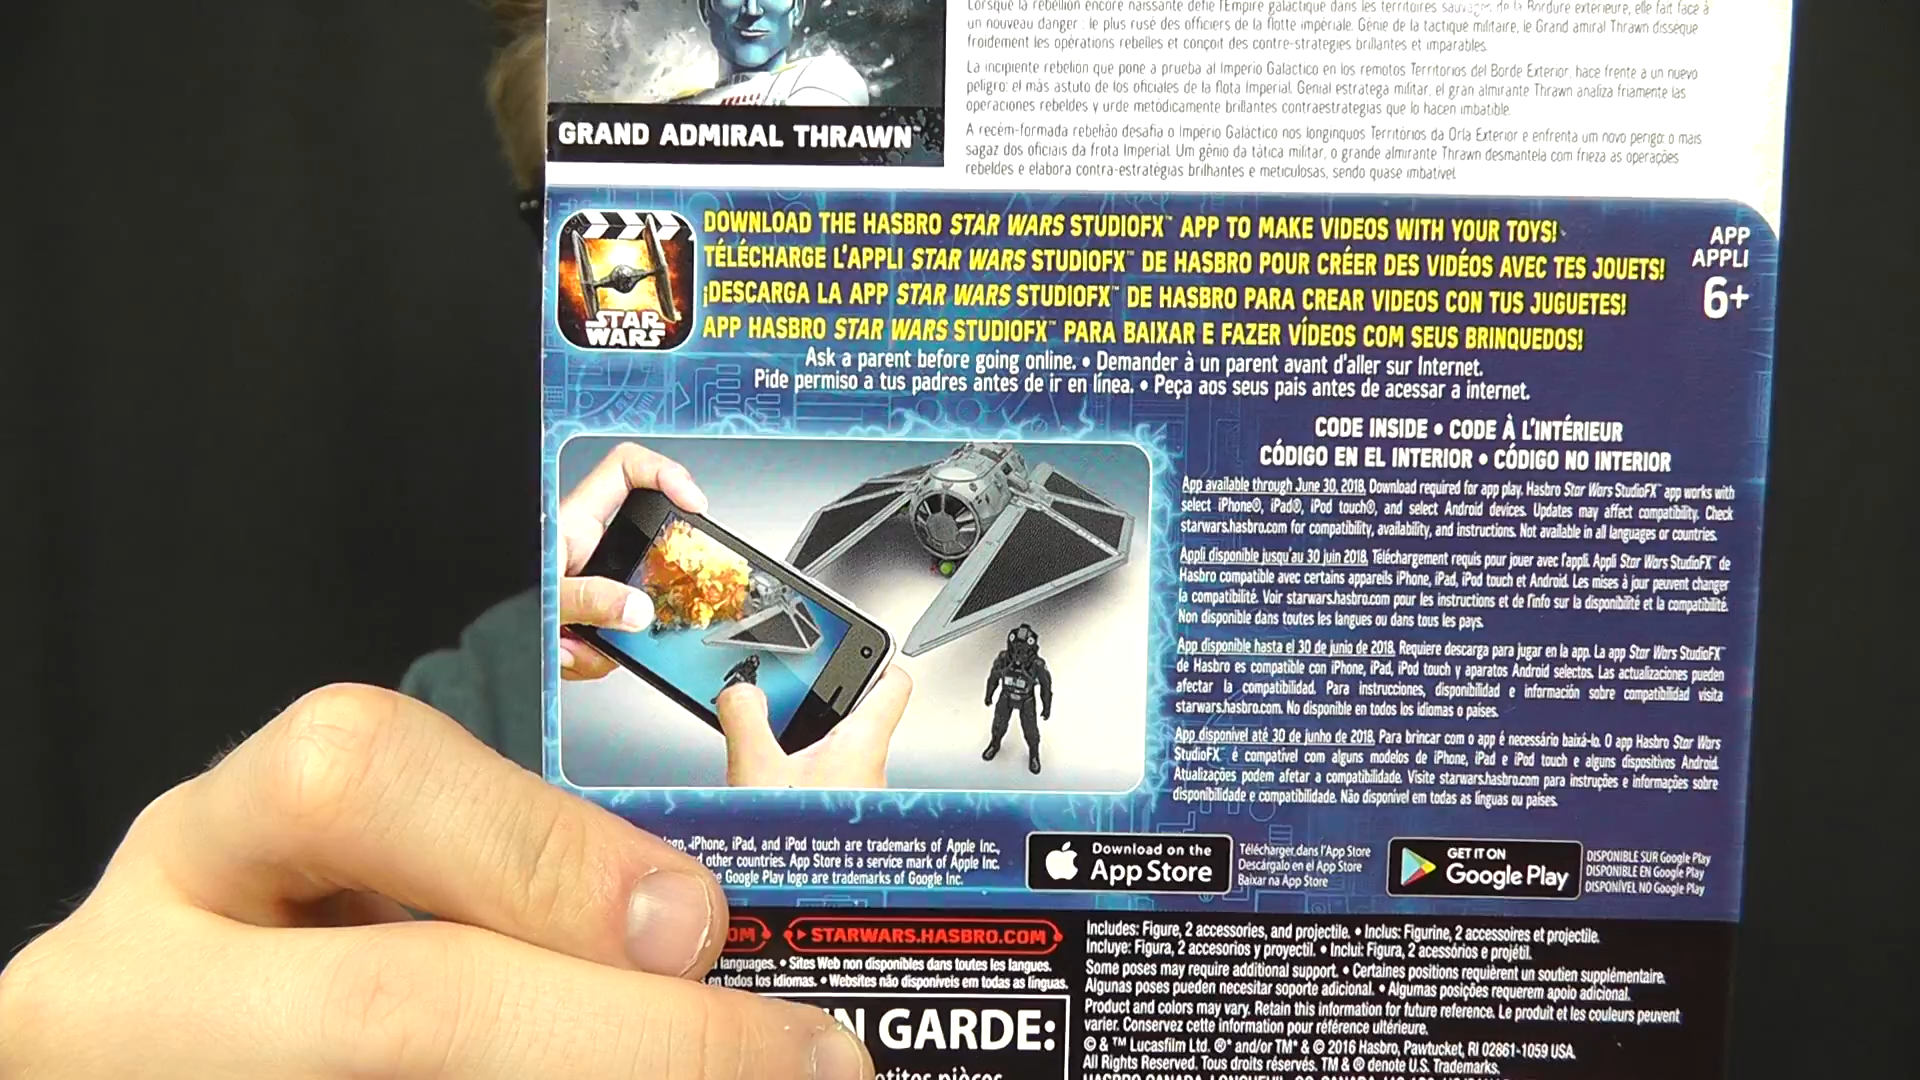 Lorsque la rébellion encore naissante défie l'Empire galactique dans les territoires sauvages de la Bordure extérieure, elle fait face à
un nouveau danger : le plus rusé des officiers de la flotte impériale. Génie de la tactique militaire, le Grand amiral Thrawn dissèque
froidement les opérations rebelles et conçoit des contre-stratégies brillantes et imparables.
La incipiente rebelión que pone a prueba al Imperio Galáctico en los remotos Territorios del Borde Exterior, hace frente a un nuevo
peligro: el más astuto de los oficiales de la flota Imperial. Genial estratega militar, el gran almirante Thrawn analiza fríamente las
operaciones rebeldes y urde metódicamente brillantes contraestrategias que lo hacen imbatible.
A recém-formada rebelião desafia o Império Galáctico nos longínquos Territórios da Orla Exterior e enfrenta um novo perigo: o mais
sagaz dos oficiais da frota Imperial. Um gênio da tática militar, o grande almirante Thrawn desmantela com frieza as operações
rebeldes e elabora contra-estratégias brilhantes e meticulosas, sendo quase imbatível.
GRAND ADMIRAL THRAWN™
STAR
WARS
DOWNLOAD THE HASBRO STAR WARS STUDIOFX™ APP TO MAKE VIDEOS WITH YOUR TOYS!
TÉLÉCHARGE L'APPLI STAR WARS STUDIOFX™ DE HASBRO POUR CRÉER DES VIDÉOS AVEC TES JOUETS!
¡DESCARGA LA APP STAR WARS STUDIOFX™ DE HASBRO PARA CREAR VIDEOS CON TUS JUGUETES!
APP HASBRO STAR WARS STUDIOFX™ PARA BAIXAR E FAZER VÍDEOS COM SEUS BRINQUEDOS!
APP
APPLI
6+
Ask a parent before going online. • Demander à un parent avant d'aller sur Internet.
Pide permiso a tus padres antes de ir en línea. • Peça aos seus pais antes de acessar a internet.
CODE INSIDE • CODE À L'INTÉRIEUR
CÓDIGO EN EL INTERIOR • CÓDIGO NO INTERIOR
App available through June 30, 2018. Download required for app play. Hasbro Star Wars StudioFX™ app works with
select iPhone®, iPad®, iPod touch®, and select Android devices. Updates may affect compatibility. Check
starwars.hasbro.com for compatibility, availability, and instructions. Not available in all languages or countries.
Appli disponible jusqu'au 30 juin 2018. Téléchargement requis pour jouer avec l'appli. Appli Star Wars StudioFX™ de
Hasbro compatible avec certains appareils iPhone, iPad, iPod touch et Android. Les mises à jour peuvent changer
la compatibilité. Voir starwars.hasbro.com pour les instructions et de l'info sur la disponibilité et la compatibilité.
Non disponible dans toutes les langues ou dans tous les pays.
App disponible hasta el 30 de junio de 2018. Requiere descarga para jugar en la app. La app Star Wars StudioFX™
de Hasbro es compatible con iPhone, iPad, iPod touch y aparatos Android selectos. Las actualizaciones pueden
afectar la compatibilidad. Para instrucciones, disponibilidad e información sobre compatibilidad visita
starwars.hasbro.com. No disponible en todos los idiomas o países.
App disponível até 30 de junho de 2018. Para brincar com o app é necessário baixá-lo. O app Hasbro Star Wars
StudioFX™ é compatível com alguns modelos de iPhone, iPad e iPod touch e alguns dispositivos Android.
Atualizações podem afetar a compatibilidade. Visite starwars.hasbro.com para instruções e informações sobre
disponibilidade e compatibilidade. Não disponível em todas as línguas ou países.
logo, iPhone, iPad, and iPod touch are trademarks of Apple Inc.,
other countries. App Store is a service mark of Apple Inc.
Google Play logo are trademarks of Google Inc.
Download on the
App Store
Télécharger dans l'App Store
Descárgalo en el App Store
Baixar na App Store
GET IT ON
Google Play
DISPONIBLE SUR Google Play
DISPONIBLE EN Google Play
DISPONÍVEL NO Google Play
OM
STARWARS.HASBRO.COM
languages. • Sites Web non disponibles dans toutes les langues.
en todos los idiomas. • Websites não disponíveis em todas as línguas.
N GARDE:
petites pièces
Includes: Figure, 2 accessories, and projectile. • Inclus: Figurine, 2 accessoires et projectile.
Incluye: Figura, 2 accesorios y proyectil. • Inclui: Figura, 2 acessórios e projétil.
Some poses may require additional support. • Certaines positions requièrent un soutien supplémentaire.
Algunas poses pueden necesitar soporte adicional. • Algumas posições requerem apoio adicional.
Product and colors may vary. Retain this information for future reference. Le produit et les couleurs peuvent
varier. Conservez cette information pour référence ultérieure.
© & ™ Lucasfilm Ltd. ®* and/or TM* & © 2016 Hasbro, Pawtucket, RI 02861-1059 USA.
All Rights Reserved. Tous droits réservés. TM & ® denote U.S. Trademarks.
HASBRO CANADA, LONGUEUIL, QC, CANADA